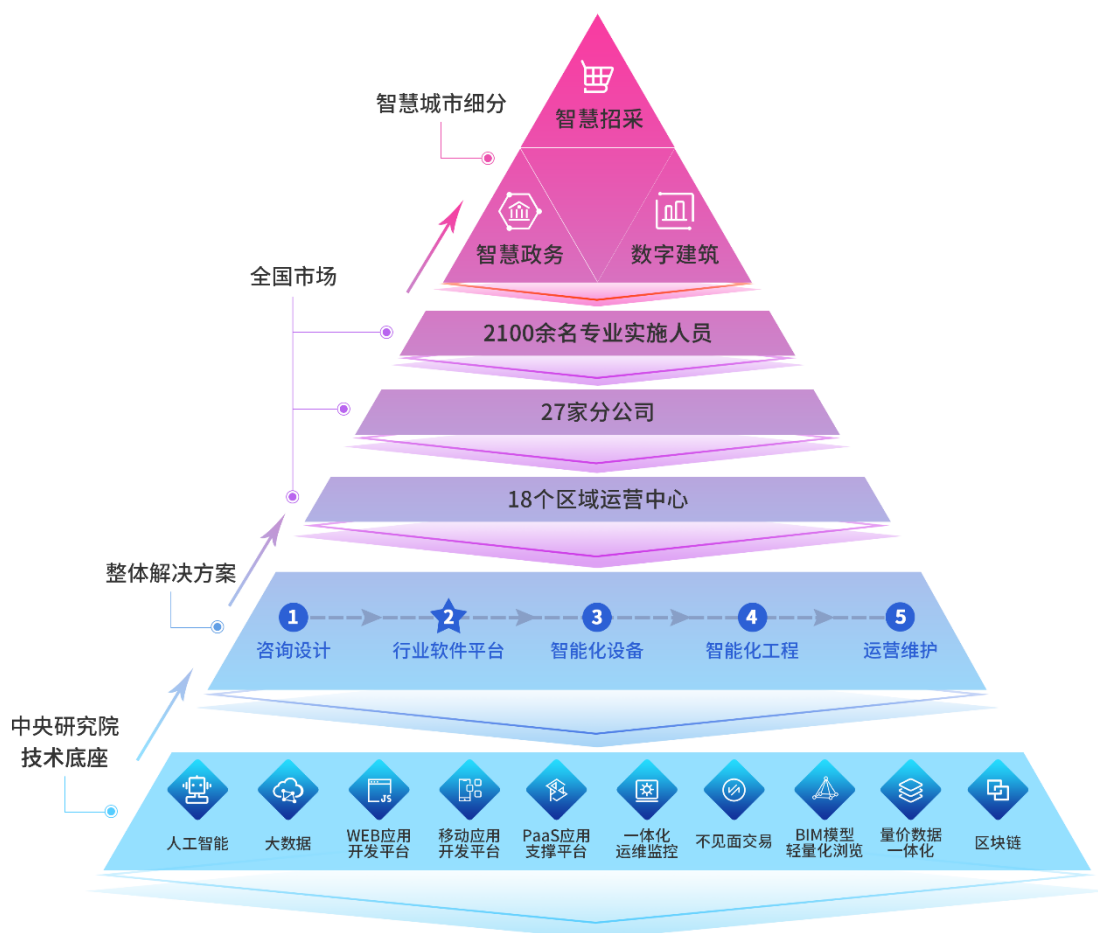 智慧城市细分
智慧招采
智慧政务
数字建筑
全国市场
2100余名专业实施人员
27家分公司
18个区域运营中心
整体解决方案
1
咨询设计
2
行业软件平台
3
智能化设备
4
智能化工程
5
运营维护
中央研究院
技术底座
人工智能
大数据
WEB应用
开发平台
JS
移动应用
开发平台
PaaS应用
支撑平台
一体化
运维监控
不见面交易
BIM模型
轻量化浏览
量价数据
一体化
区块链